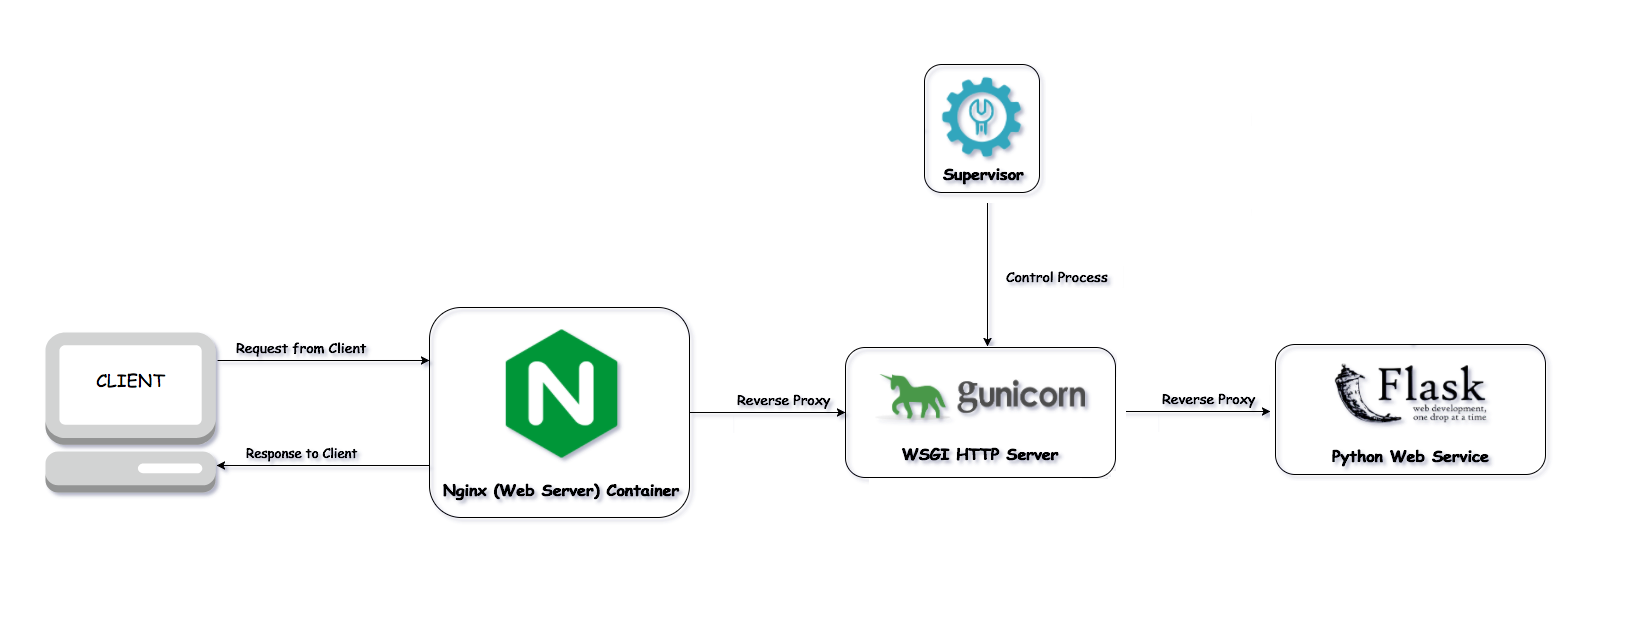 Supervisor
Control Process
CLIENT
Request from Client
Response to Client
N
Nginx (Web Server) Container
Reverse Proxy
gunicorn
WSGI HTTP Server
Reverse Proxy
Flask
web development,
one drop at a time
Python Web Service